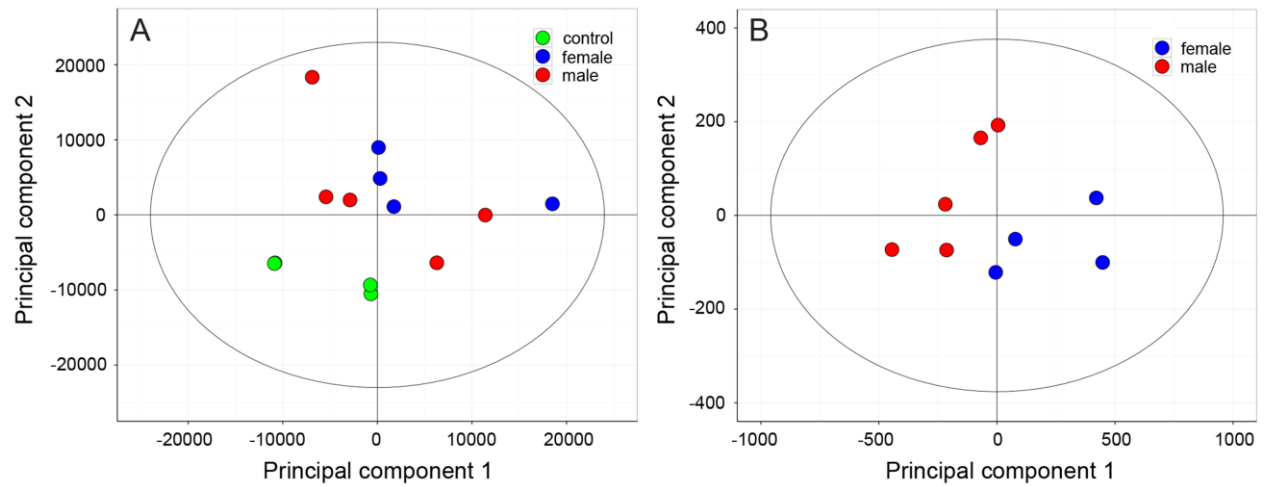 A
control
female
male
Principal component 2
20000
10000
0
-10000
-20000
-20000
-10000
0
10000
20000
Principal component 1
B
female
male
Principal component 2
400
200
0
-200
-400
-1000
-500
0
500
1000
Principal component 1